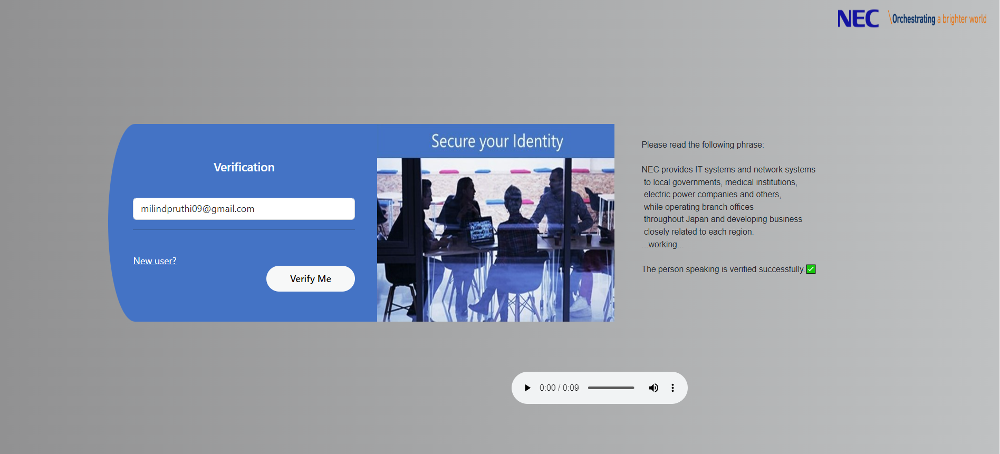 NEC \Orchestrating a brighter world
Secure your Identity
Verification
milindpruthi09@gmail.com
New user?
Verify Me
Please read the following phrase:
NEC provides IT systems and network systems
to local governments, medical institutions,
electric power companies and others,
while operating branch offices
throughout Japan and developing business
closely related to each region.
...working...
The person speaking is verified successfully.✅
0:00 / 0:09